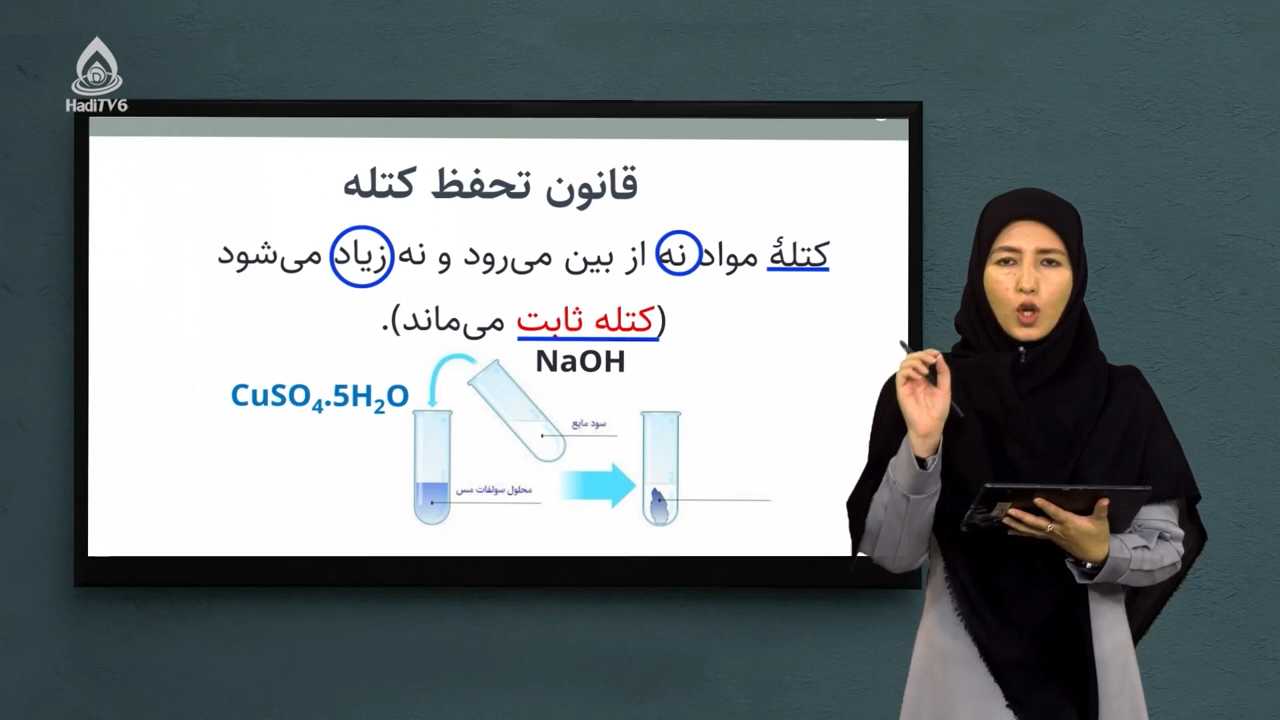 HadiTV6
قانون تحفظ کتله
کتلهٔ مواد نه از بین می‌رود و نه زیاد می‌شود
(کتله ثابت می‌ماند).
NaOH
CuSO₄.5H₂O
سود مایع
محلول سولفات مس